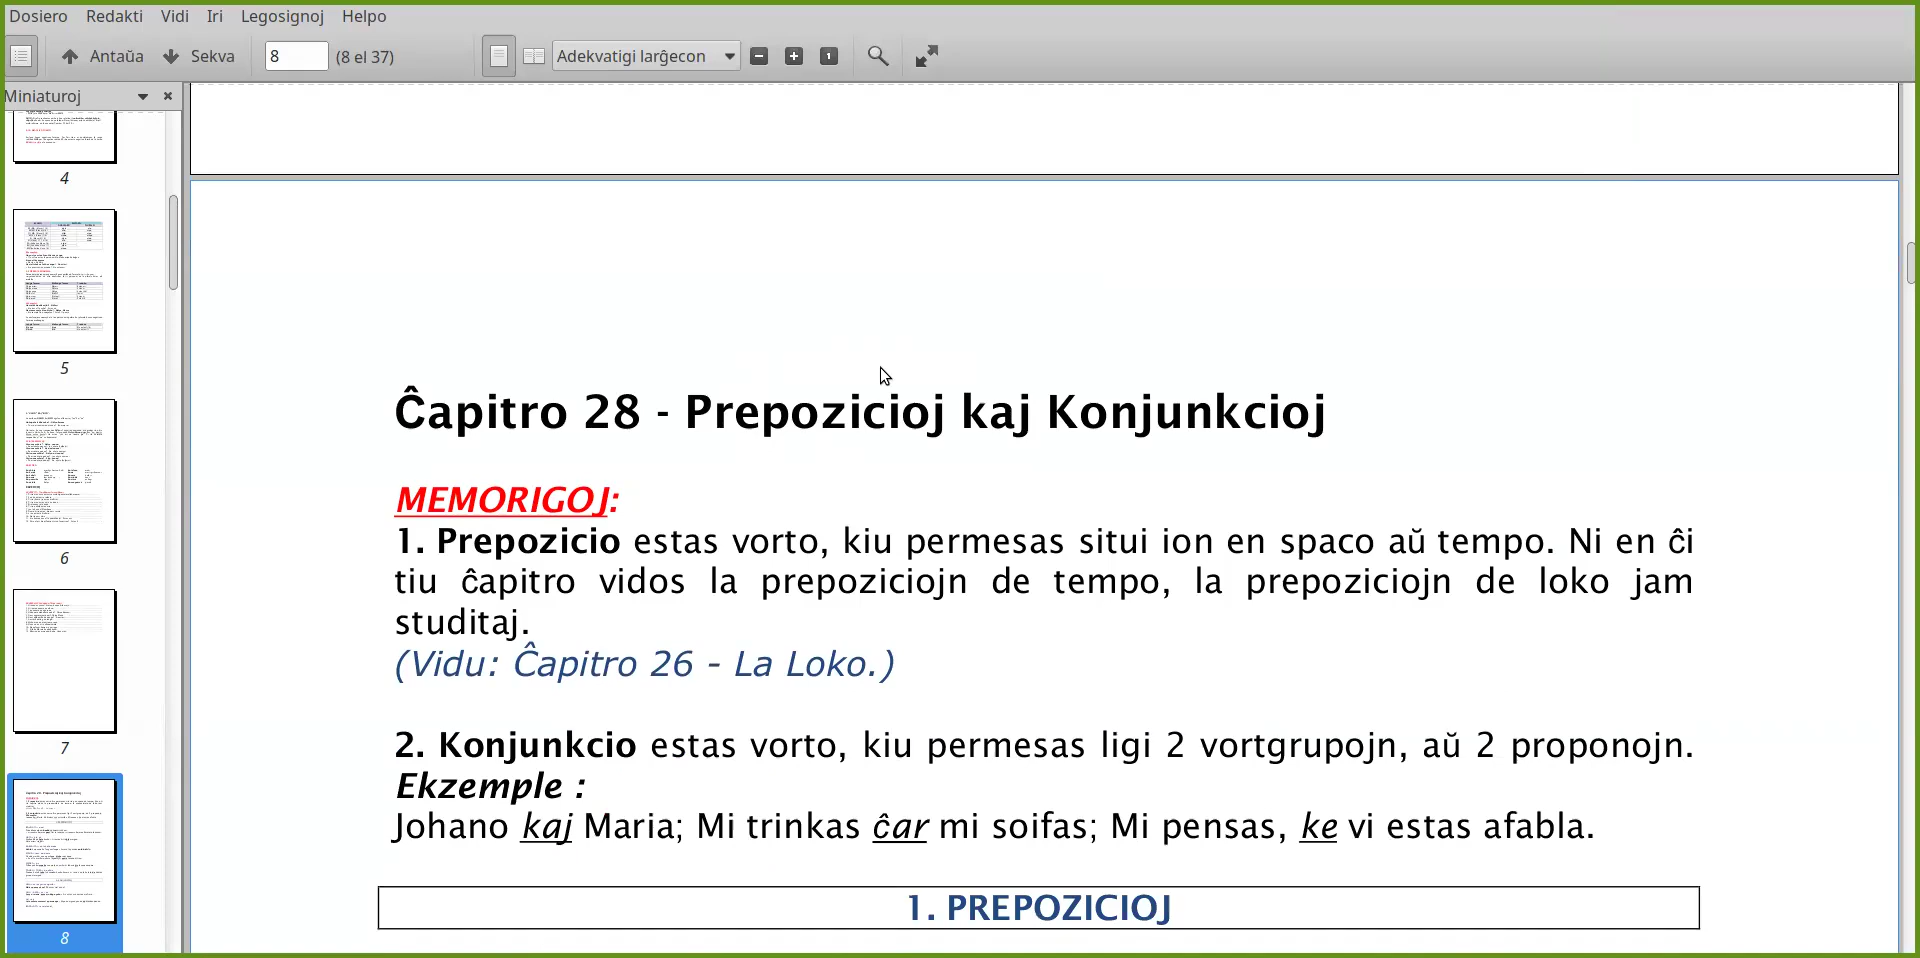 Dosiero Redakti Vidi Iri Legosignoj Helpo
Antaŭa Sekva 8 (8 el 37) Adekvatigi larĝecon
Miniaturoj
4
5
6
7
8
Ĉapitro 28 - Prepozicioj kaj Konjunkcioj
MEMORIGOJ:
1. Prepozicio estas vorto, kiu permesas situi ion en spaco aŭ tempo. Ni en ĉi
tiu ĉapitro vidos la prepoziciojn de tempo, la prepoziciojn de loko jam
studitaj.
(Vidu: Ĉapitro 26 - La Loko.)
2. Konjunkcio estas vorto, kiu permesas ligi 2 vortgrupojn, aŭ 2 proponojn.
Ekzemple :
Johano kaj Maria; Mi trinkas ĉar mi soifas; Mi pensas, ke vi estas afabla.
1. PREPOZICIOJ